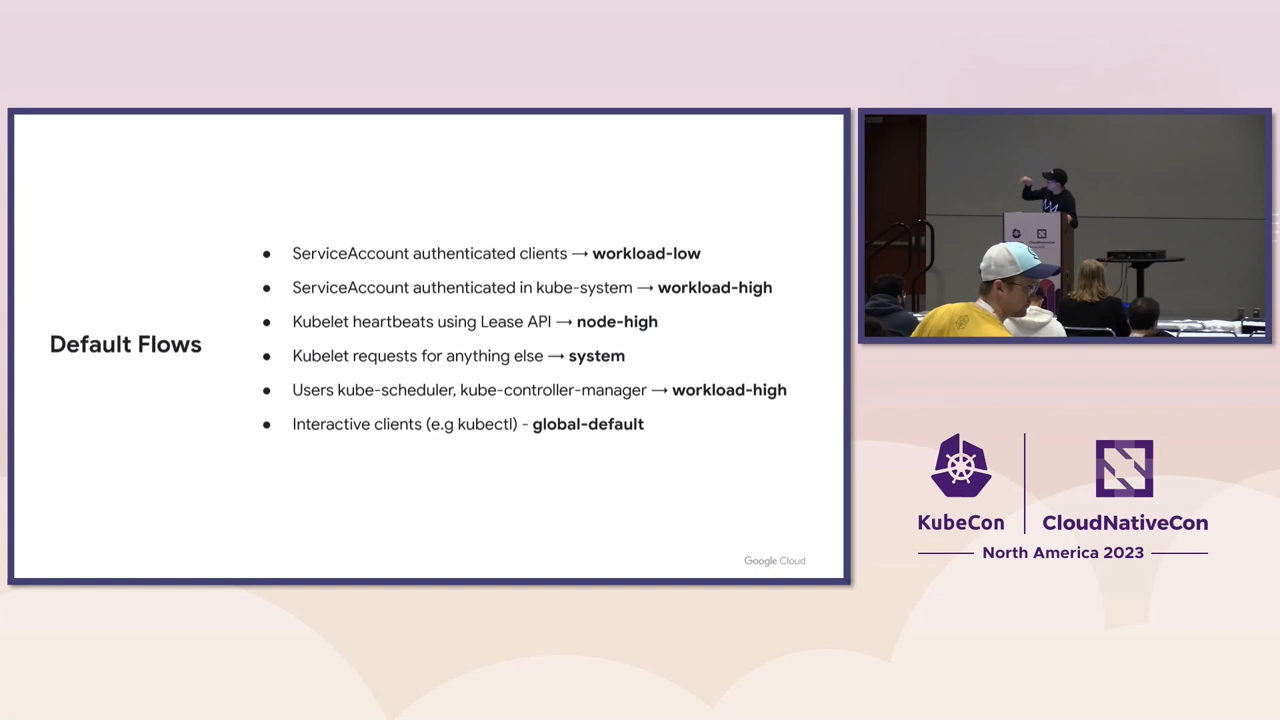 Default Flows
● ServiceAccount authenticated clients → workload-low
● ServiceAccount authenticated in kube-system → workload-high
● Kubelet heartbeats using Lease API → node-high
● Kubelet requests for anything else → system
● Users kube-scheduler, kube-controller-manager → workload-high
● Interactive clients (e.g kubectl) - global-default
Google Cloud
KubeCon
CloudNativeCon
North America 2023